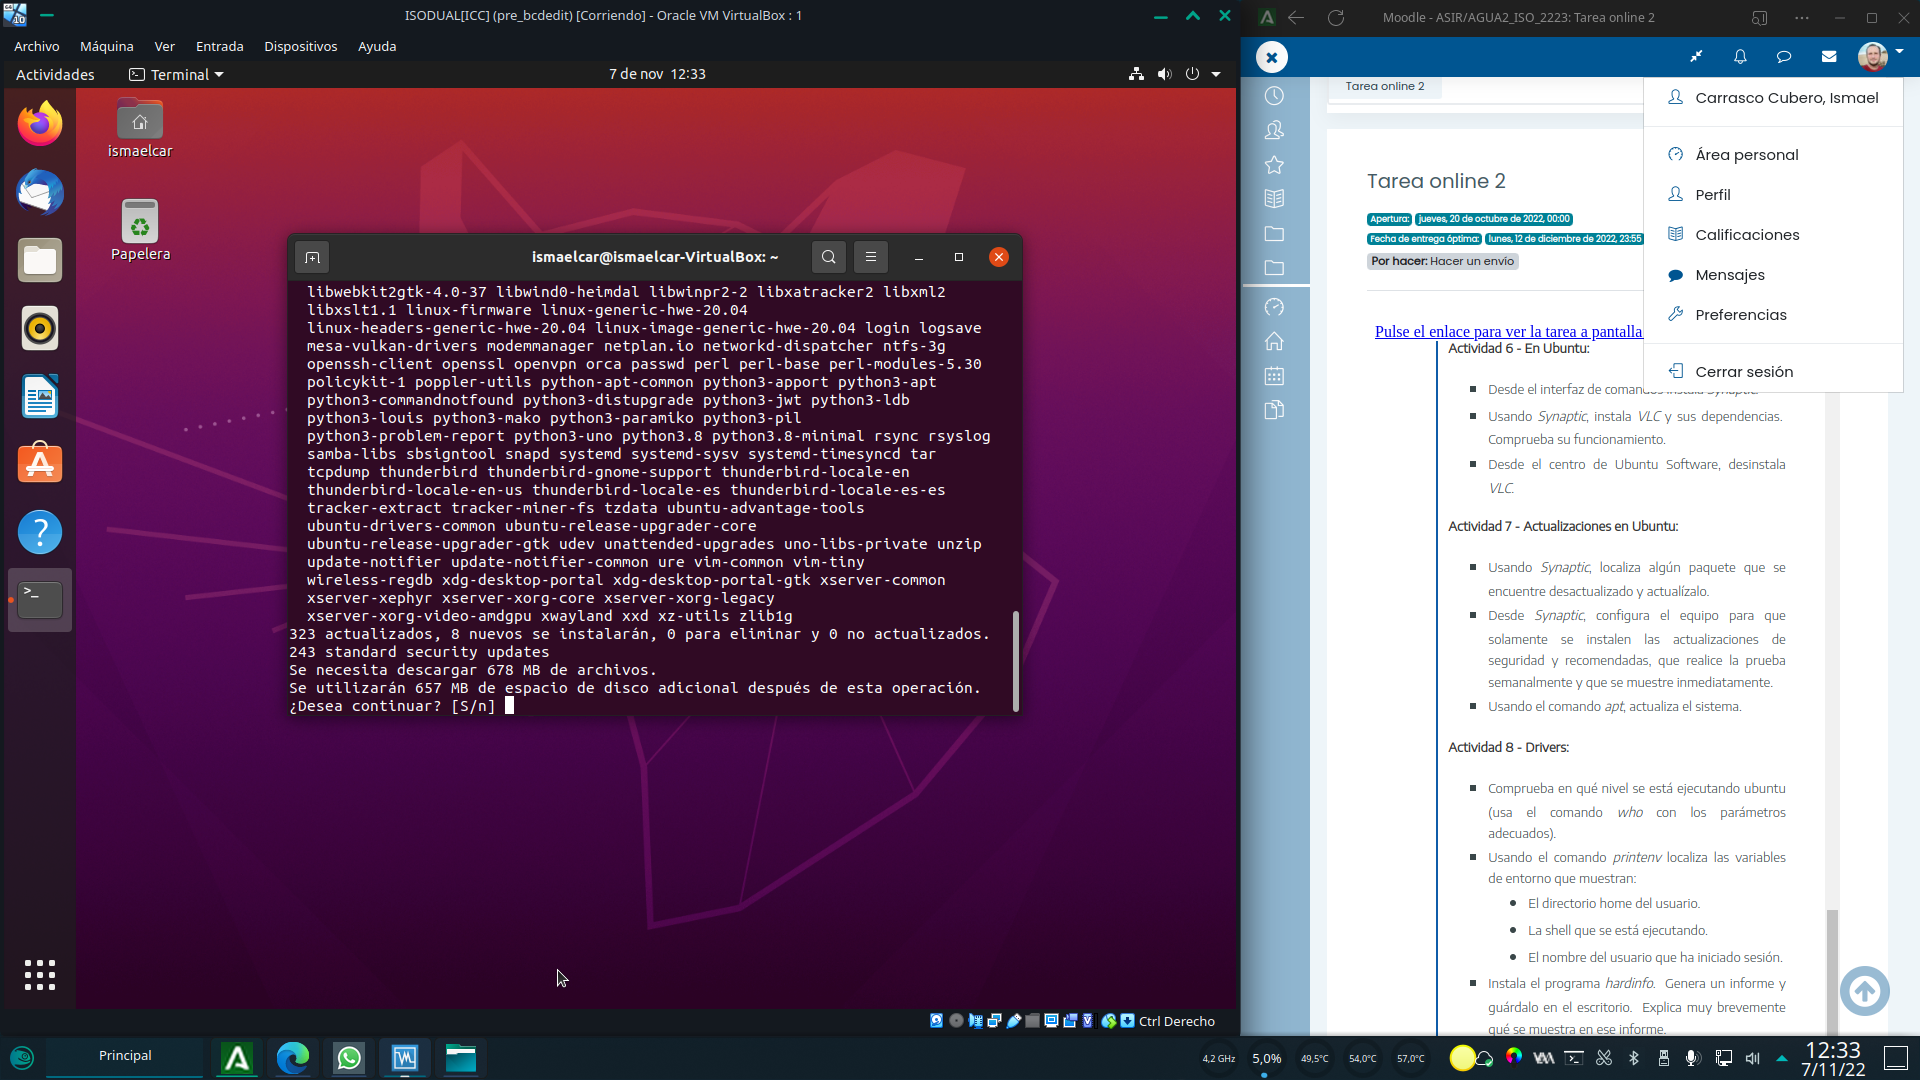 ISODUAL[ICC] (pre_bcdedit) [Corriendo] - Oracle VM VirtualBox : 1
Archivo Máquina Ver Entrada Dispositivos Ayuda
Actividades Terminal 7 de nov 12:33
ismaelcar
Papelera
ismaelcar@ismaelcar-VirtualBox: ~
libwebkit2gtk-4.0-37 libwind0-heimdal libwinpr2-2 libxatracker2 libxml2
libxslt1.1 linux-firmware linux-generic-hwe-20.04
linux-headers-generic-hwe-20.04 linux-image-generic-hwe-20.04 login logsave
mesa-vulkan-drivers modemmanager netplan.io networkd-dispatcher ntfs-3g
openssh-client openssl openvpn orca passwd perl perl-base perl-modules-5.30
policykit-1 poppler-utils python-apt-common python3-apport python3-apt
python3-commandnotfound python3-distupgrade python3-jwt python3-ldb
python3-louis python3-mako python3-paramiko python3-pil
python3-problem-report python3-uno python3.8 python3.8-minimal rsync rsyslog
samba-libs sbsigntool snapd systemd systemd-sysv systemd-timesyncd tar
tcpdump thunderbird thunderbird-gnome-support thunderbird-locale-en
thunderbird-locale-en-us thunderbird-locale-es thunderbird-locale-es-es
tracker-extract tracker-miner-fs tzdata ubuntu-advantage-tools
ubuntu-drivers-common ubuntu-release-upgrader-core
ubuntu-release-upgrader-gtk udev unattended-upgrades uno-libs-private unzip
update-notifier update-notifier-common ure vim-common vim-tiny
wireless-regdb xdg-desktop-portal xdg-desktop-portal-gtk xserver-common
xserver-xephyr xserver-xorg-core xserver-xorg-legacy
xserver-xorg-video-amdgpu xwayland xxd xz-utils zlib1g
323 actualizados, 8 nuevos se instalarán, 0 para eliminar y 0 no actualizados.
243 standard security updates
Se necesita descargar 678 MB de archivos.
Se utilizarán 657 MB de espacio de disco adicional después de esta operación.
¿Desea continuar? [S/n]
Ctrl Derecho
Moodle - ASIR/AGUA2_ISO_2223: Tarea online 2
Tarea online 2
Carrasco Cubero, Ismael
Área personal
Perfil
Calificaciones
Mensajes
Preferencias
Cerrar sesión
Tarea online 2
Apertura: jueves, 20 de octubre de 2022, 00:00
Fecha de entrega óptima: lunes, 12 de diciembre de 2022, 23:55
Por hacer: Hacer un envío
Pulse el enlace para ver la tarea a pantalla
Actividad 6 - En Ubuntu:
Desde el interfaz de comandos instala Synaptic.
Usando Synaptic, instala VLC y sus dependencias.
Comprueba su funcionamiento.
Desde el centro de Ubuntu Software, desinstala
VLC.
Actividad 7 - Actualizaciones en Ubuntu:
Usando Synaptic, localiza algún paquete que se
encuentre desactualizado y actualízalo.
Desde Synaptic, configura el equipo para que
solamente se instalen las actualizaciones de
seguridad y recomendadas, que realice la prueba
semanalmente y que se muestre inmediatamente.
Usando el comando apt, actualiza el sistema.
Actividad 8 - Drivers:
Comprueba en qué nivel se está ejecutando ubuntu
(usa el comando who con los parámetros
adecuados).
Usando el comando printenv localiza las variables
de entorno que muestran:
El directorio home del usuario.
La shell que se está ejecutando.
El nombre del usuario que ha iniciado sesión.
Instala el programa hardinfo. Genera un informe y
guárdalo en el escritorio. Explica muy brevemente
qué se muestra en ese informe.
Principal
4,2 GHz 5,0% 49,5°C 54,0°C 57,0°C
12:33
7/11/22